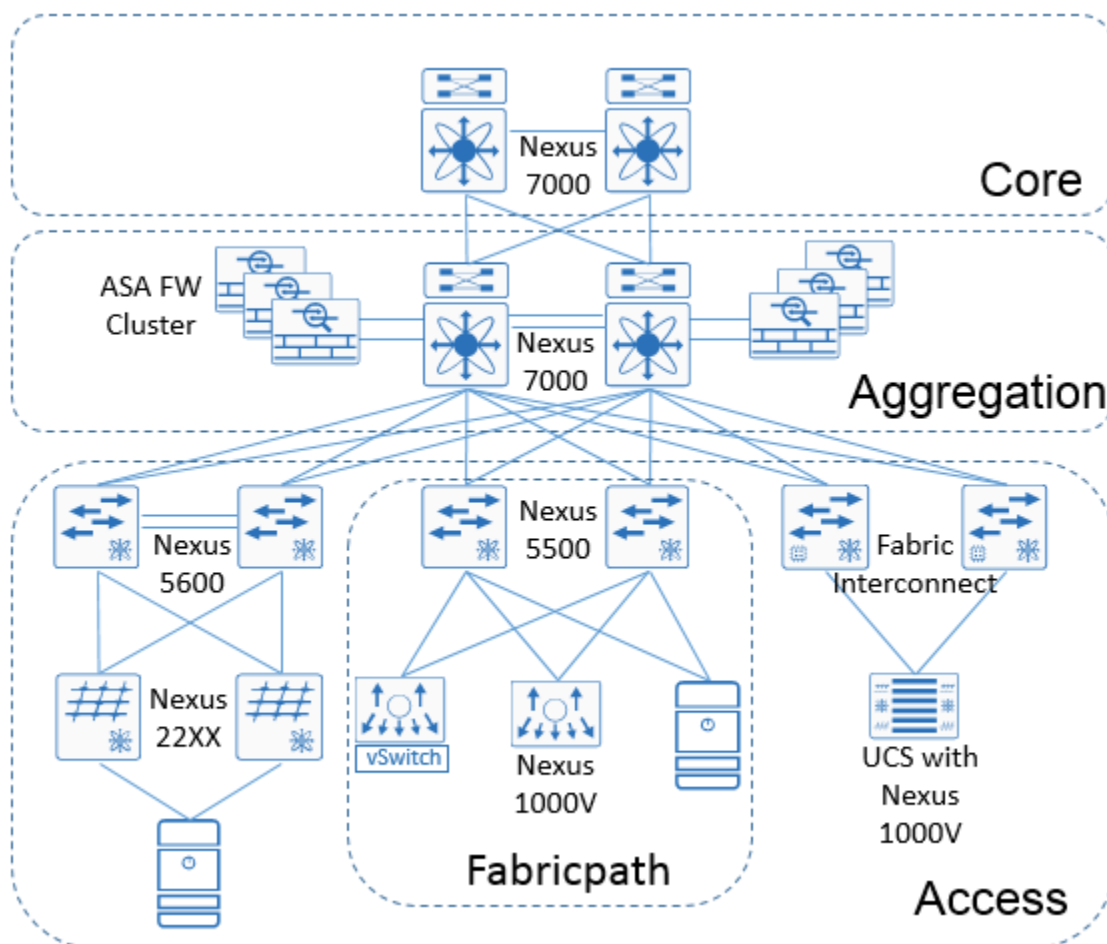 Nexus
7000
Core
ASA FW
Cluster
Nexus
7000
Aggregation
Nexus
5600
Nexus
5500
Fabric
Interconnect
Nexus
22XX
vSwitch
Nexus
1000V
UCS with
Nexus
1000V
Fabricpath
Access